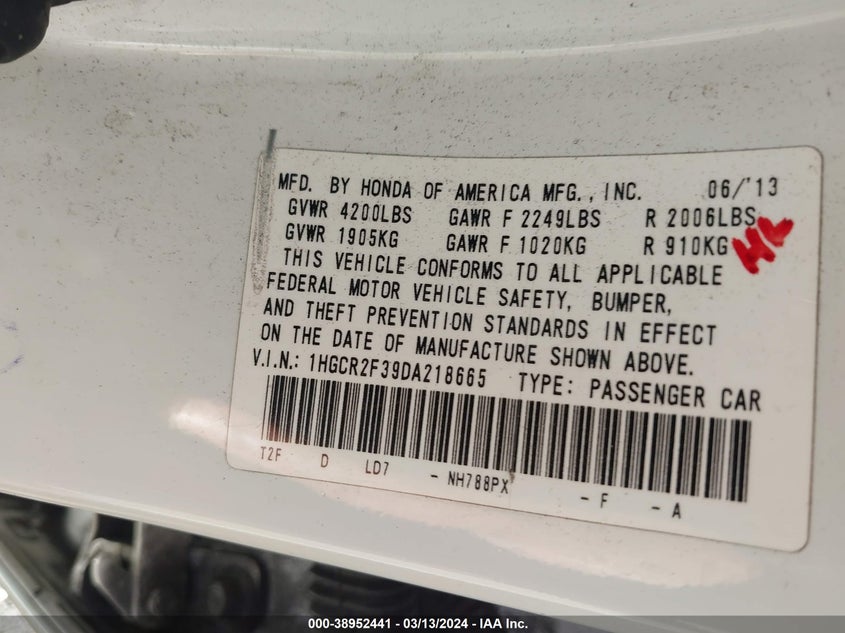 MFD. BY HONDA OF AMERICA MFG., INC. 06/'13
GVWR 4200LBS GAWR F 2249LBS R 2006LBS
GVWR 1905KG GAWR F 1020KG R 910KG
HL
THIS VEHICLE CONFORMS TO ALL APPLICABLE
FEDERAL MOTOR VEHICLE SAFETY, BUMPER,
AND THEFT PREVENTION STANDARDS IN EFFECT
ON THE DATE OF MANUFACTURE SHOWN ABOVE.
V.I.N.: 1HGCR2F39DA218665 TYPE: PASSENGER CAR
T2F D LD7 - NH788PX - F - A
000-38952441 - 03/13/2024 - IAA Inc.